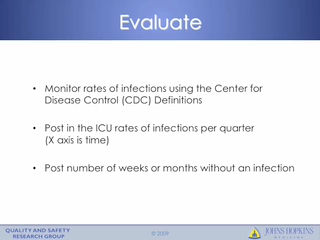 Evaluate
• Monitor rates of infections using the Center for
Disease Control (CDC) Definitions
• Post in the ICU rates of infections per quarter
(X axis is time)
• Post number of weeks or months without an infection
QUALITY AND SAFETY
RESEARCH GROUP
© 2009
JOHNS HOPKINS
MEDICINE